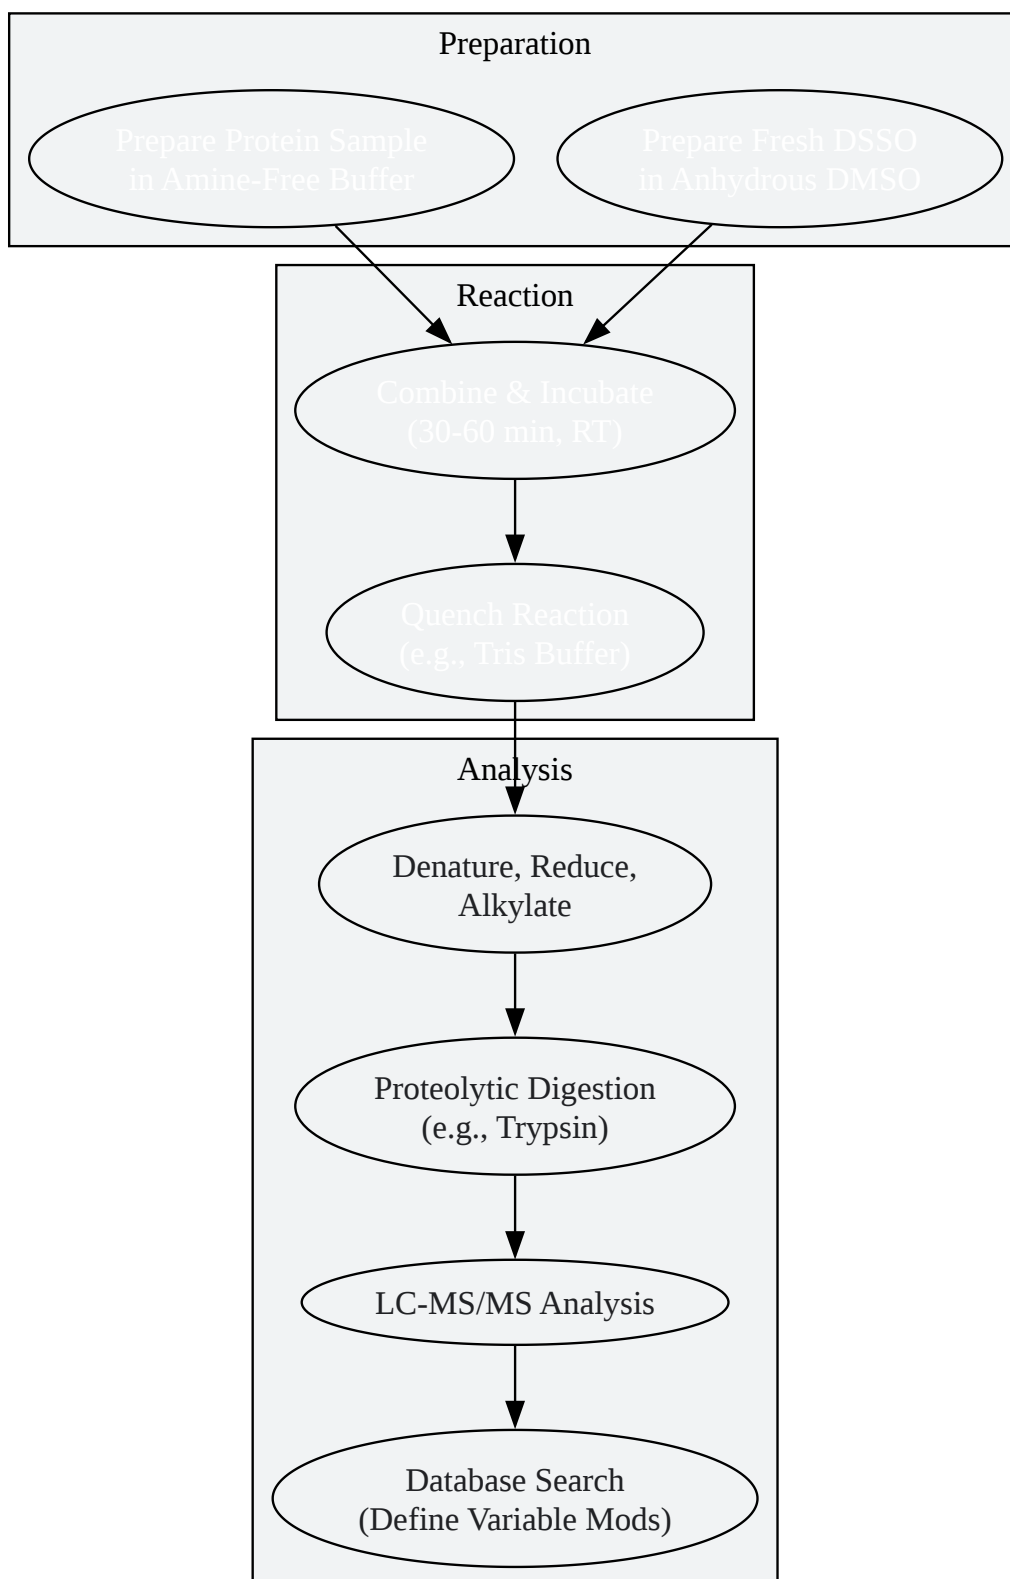 Preparation
Prepare Protein Sample
in Amine-Free Buffer
Prepare Fresh DSSO
in Anhydrous DMSO
Reaction
Combine & Incubate
(30-60 min, RT)
Quench Reaction
(e.g., Tris Buffer)
Analysis
Denature, Reduce,
Alkylate
Proteolytic Digestion
(e.g., Trypsin)
LC-MS/MS Analysis
Database Search
(Define Variable Mods)